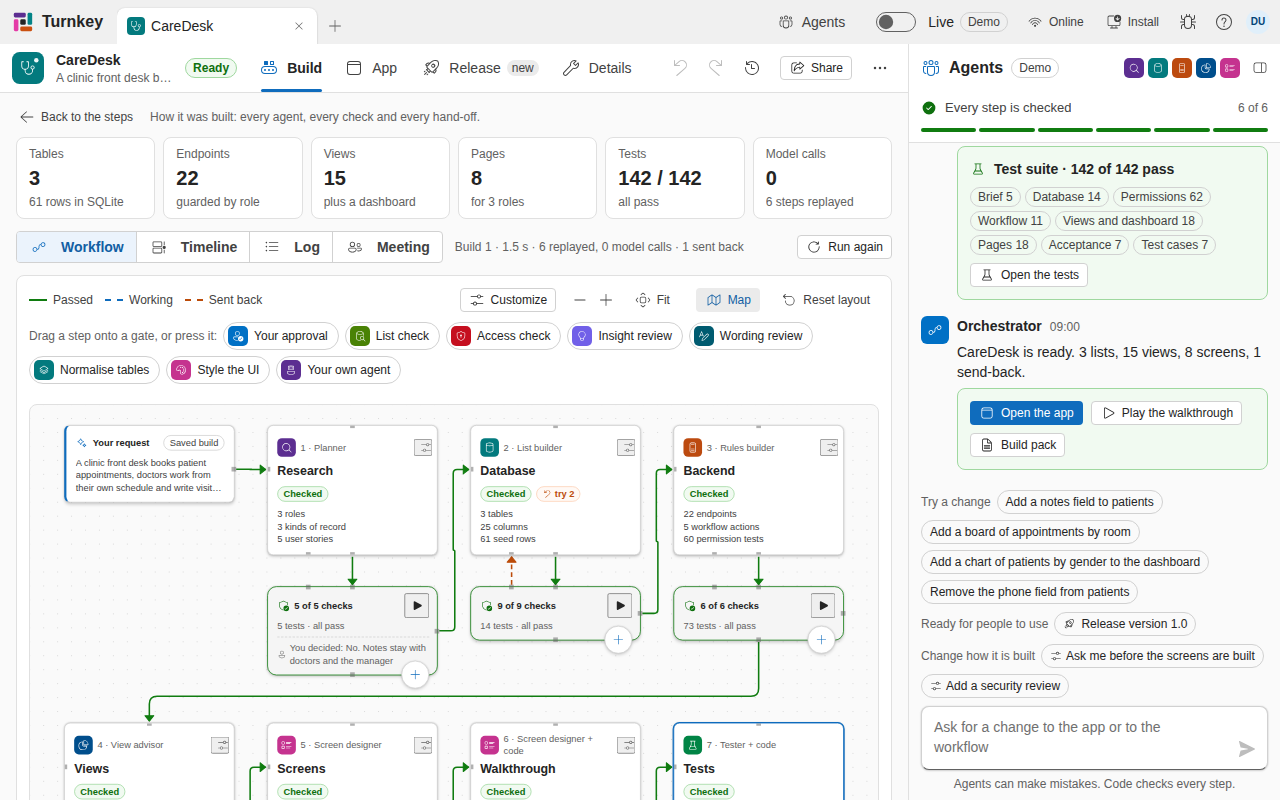 Turnkey
CareDesk
Agents
Live
Demo
Online
Install
DU
CareDesk
A clinic front desk b...
Ready
Build
App
Release new
Details
Share
Agents
Demo
Back to the steps
How it was built: every agent, every check and every hand-off.
Every step is checked
6 of 6
Tables
3
61 rows in SQLite
Endpoints
22
guarded by role
Views
15
plus a dashboard
Pages
8
for 3 roles
Tests
142 / 142
all pass
Model calls
0
6 steps replayed
Workflow
Timeline
Log
Meeting
Build 1 · 1.5 s · 6 replayed, 0 model calls · 1 sent back
Run again
Passed
Working
Sent back
Customize
Fit
Map
Reset layout
Drag a step onto a gate, or press it:
Your approval
List check
Access check
Insight review
Wording review
Normalise tables
Style the UI
Your own agent
Your request
Saved build
A clinic front desk books patient
appointments, doctors work from
their own schedule and write visit...
1 · Planner
Research
Checked
3 roles
3 kinds of record
5 user stories
2 · List builder
Database
Checked
try 2
3 tables
25 columns
61 seed rows
3 · Rules builder
Backend
Checked
22 endpoints
5 workflow actions
60 permission tests
5 of 5 checks
5 tests · all pass
You decided: No. Notes stay with
doctors and the manager
9 of 9 checks
14 tests · all pass
6 of 6 checks
73 tests · all pass
4 · View advisor
Views
Checked
5 · Screen designer
Screens
Checked
6 · Screen designer +
code
Walkthrough
Checked
7 · Tester + code
Tests
Checked
Test suite · 142 of 142 pass
Brief 5
Database 14
Permissions 62
Workflow 11
Views and dashboard 18
Pages 18
Acceptance 7
Test cases 7
Open the tests
Orchestrator 09:00
CareDesk is ready. 3 lists, 15 views, 8 screens, 1
send-back.
Open the app
Play the walkthrough
Build pack
Try a change
Add a notes field to patients
Add a board of appointments by room
Add a chart of patients by gender to the dashboard
Remove the phone field from patients
Ready for people to use
Release version 1.0
Change how it is built
Ask me before the screens are built
Add a security review
Ask for a change to the app or to the
workflow
Agents can make mistakes. Code checks every step.